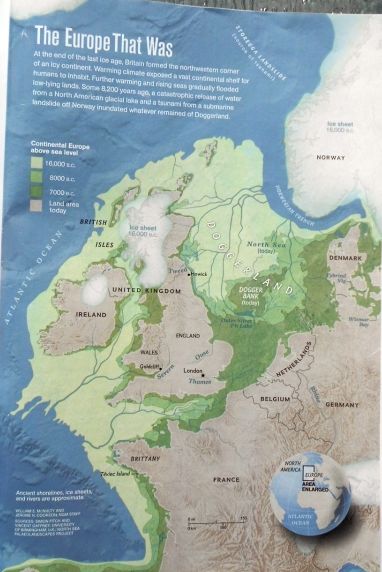 The Europe That Was
At the end of the last ice age, Britain formed the northwestern corner
of an icy continent. Warming climate exposed a vast continental shelf for
humans to inhabit. Further warming and rising seas gradually flooded
low-lying lands. Some 8,200 years ago, a catastrophic release of water
from a North American glacial lake and a tsunami from a submarine
landslide off Norway inundated whatever remained of Doggerland.
STOREGGA LANDSLIDE
(SOURCE OF TSUNAMI)
Continental Europe
above sea level
16,000 B.C.
8000 B.C.
7000 B.C.
Land area
today
Ice sheet
16,000 B.C.
NORWAY
NORWEGIAN TRENCH
Ice sheet
16,000 B.C.
BRITISH
ISLES
ATLANTIC OCEAN
DOGGERLAND
North Sea
(today)
DENMARK
Tweed
Howick
UNITED KINGDOM
DOGGER
BANK
(today)
IRELAND
ENGLAND
WALES
Goldcliff
Severn
Ouse
London
Thames
NETHERLANDS
BELGIUM
GERMANY
Rhine
BRITTANY
Téviec Island
FRANCE
Ancient shorelines, ice sheets,
and rivers are approximate.
WILLIAM E. MCNULTY AND
JEROME N. COOKSON, NGM STAFF
SOURCES: SIMON FITCH AND
VINCENT GAFFNEY, UNIVERSITY
OF BIRMINGHAM, U.K.; NORTH SEA
PALAEOLANDSCAPES PROJECT
NORTH
AMERICA
EUROPE
AREA
ENLARGED
ATLANTIC
OCEAN